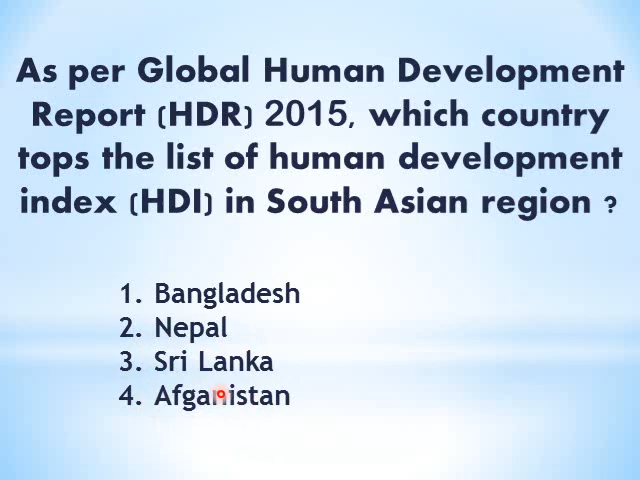 As per Global Human Development
Report (HDR) 2015, which country
tops the list of human development
index (HDI) in South Asian region ?
1. Bangladesh
2. Nepal
3. Sri Lanka
4. Afganistan